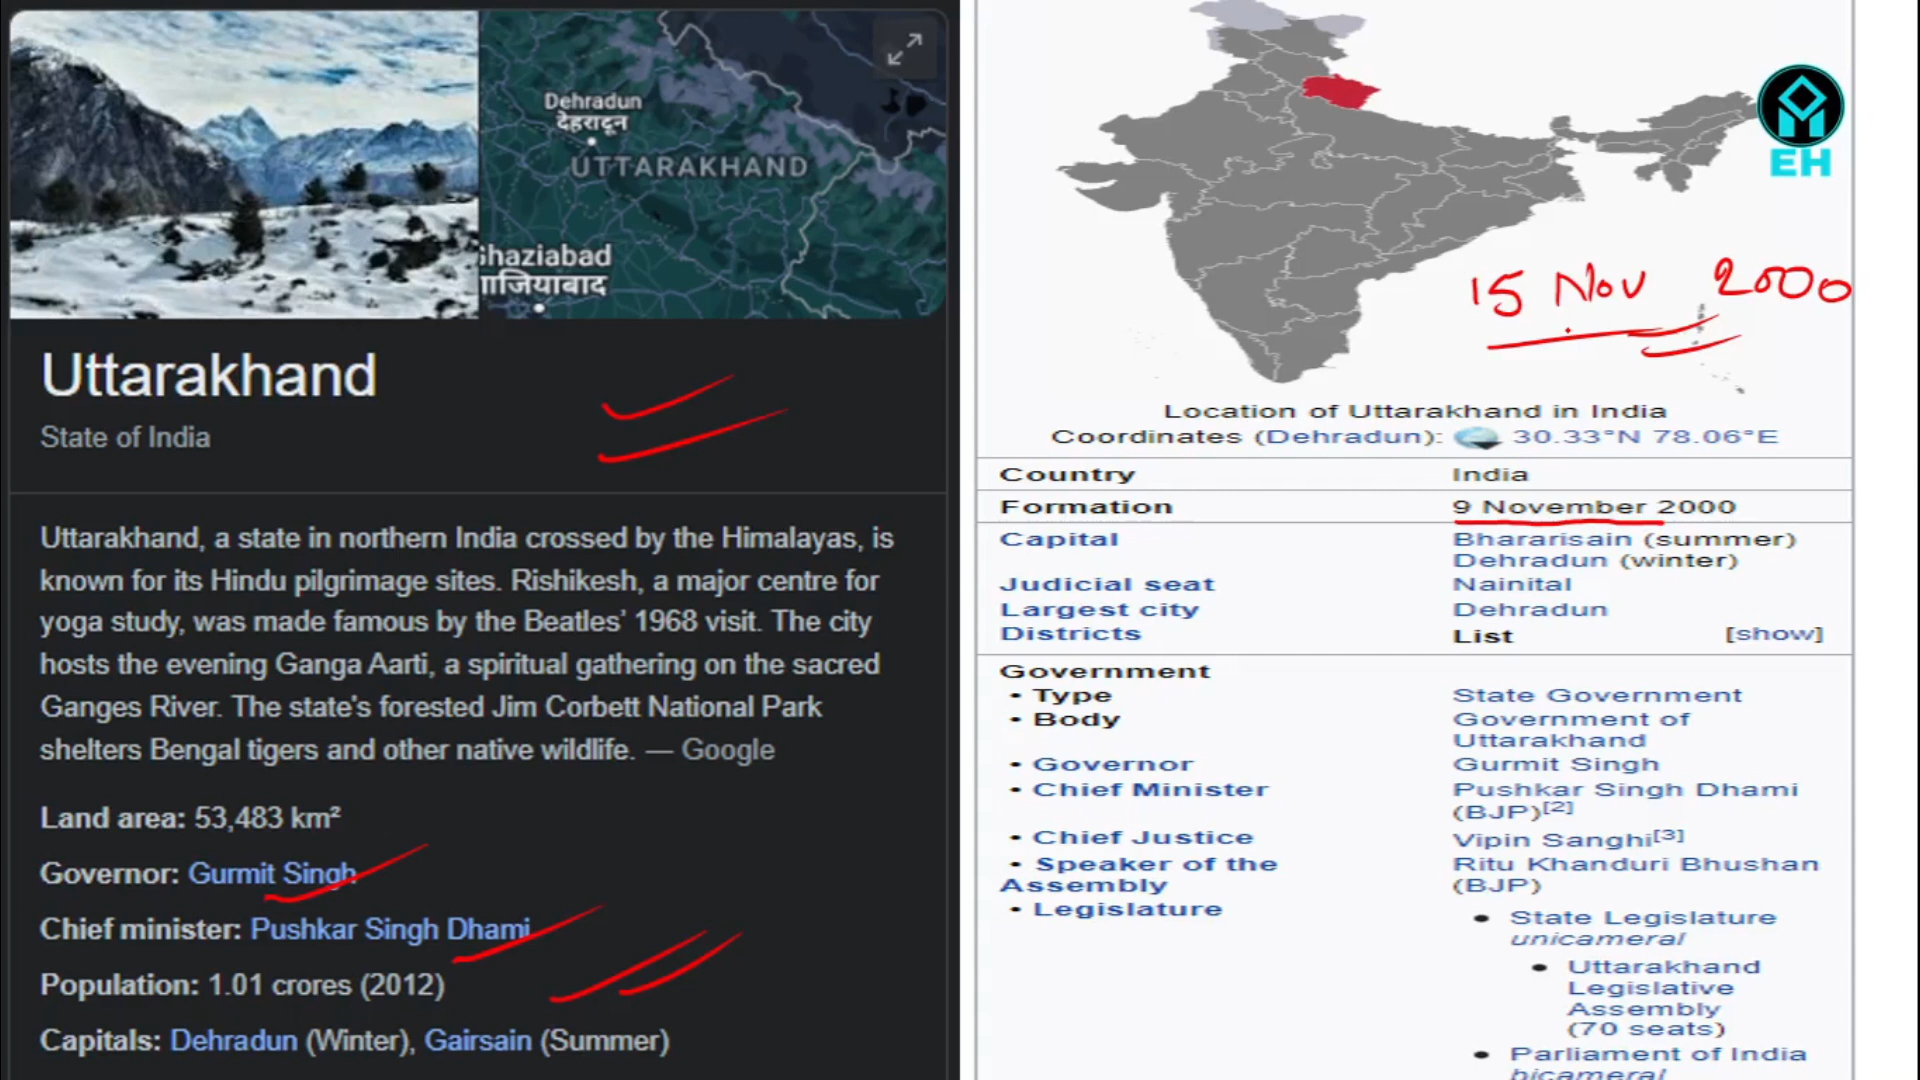 Dehradun
देहरादून
UTTARAKHAND
Ghaziabad
गाजियाबाद
Uttarakhand
State of India
Uttarakhand, a state in northern India crossed by the Himalayas, is
known for its Hindu pilgrimage sites. Rishikesh, a major centre for
yoga study, was made famous by the Beatles' 1968 visit. The city
hosts the evening Ganga Aarti, a spiritual gathering on the sacred
Ganges River. The state's forested Jim Corbett National Park
shelters Bengal tigers and other native wildlife. — Google
Land area: 53,483 km²
Governor: Gurmit Singh
Chief minister: Pushkar Singh Dhami
Population: 1.01 crores (2012)
Capitals: Dehradun (Winter), Gairsain (Summer)
EH
15 Nov 2000
Location of Uttarakhand in India
Coordinates (Dehradun): 30.33°N 78.06°E
Country India
Formation 9 November 2000
Capital Bhararisain (summer)
Dehradun (winter)
Judicial seat Nainital
Largest city Dehradun
Districts List [show]
Government
• Type State Government
• Body Government of
Uttarakhand
• Governor Gurmit Singh
• Chief Minister Pushkar Singh Dhami
(BJP)[2]
• Chief Justice Vipin Sanghi[3]
• Speaker of the Ritu Khanduri Bhushan
Assembly (BJP)
• Legislature
• State Legislature
unicameral
• Uttarakhand
Legislative
Assembly
(70 seats)
• Parliament of India
bicameral